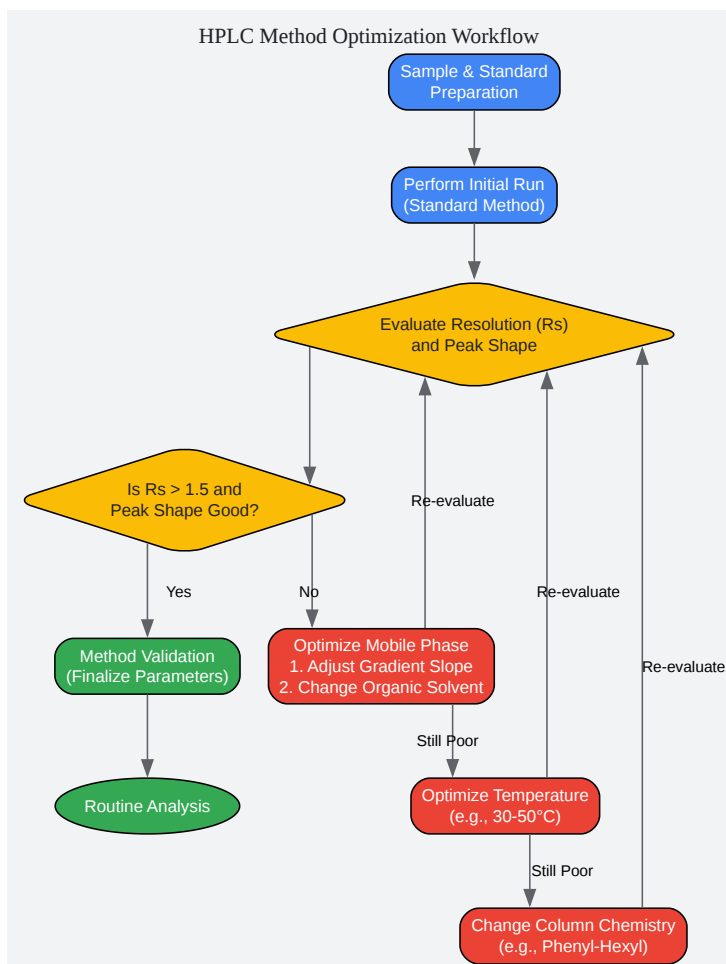 HPLC Method Optimization Workflow
Sample & Standard
Preparation
Perform Initial Run
(Standard Method)
Evaluate Resolution (Rs)
and Peak Shape
Is Rs > 1.5 and
Peak Shape Good?
Re-evaluate
Yes
No
Re-evaluate
Method Validation
(Finalize Parameters)
Optimize Mobile Phase
1. Adjust Gradient Slope
2. Change Organic Solvent
Re-evaluate
Still Poor
Routine Analysis
Optimize Temperature
(e.g., 30-50°C)
Still Poor
Change Column Chemistry
(e.g., Phenyl-Hexyl)